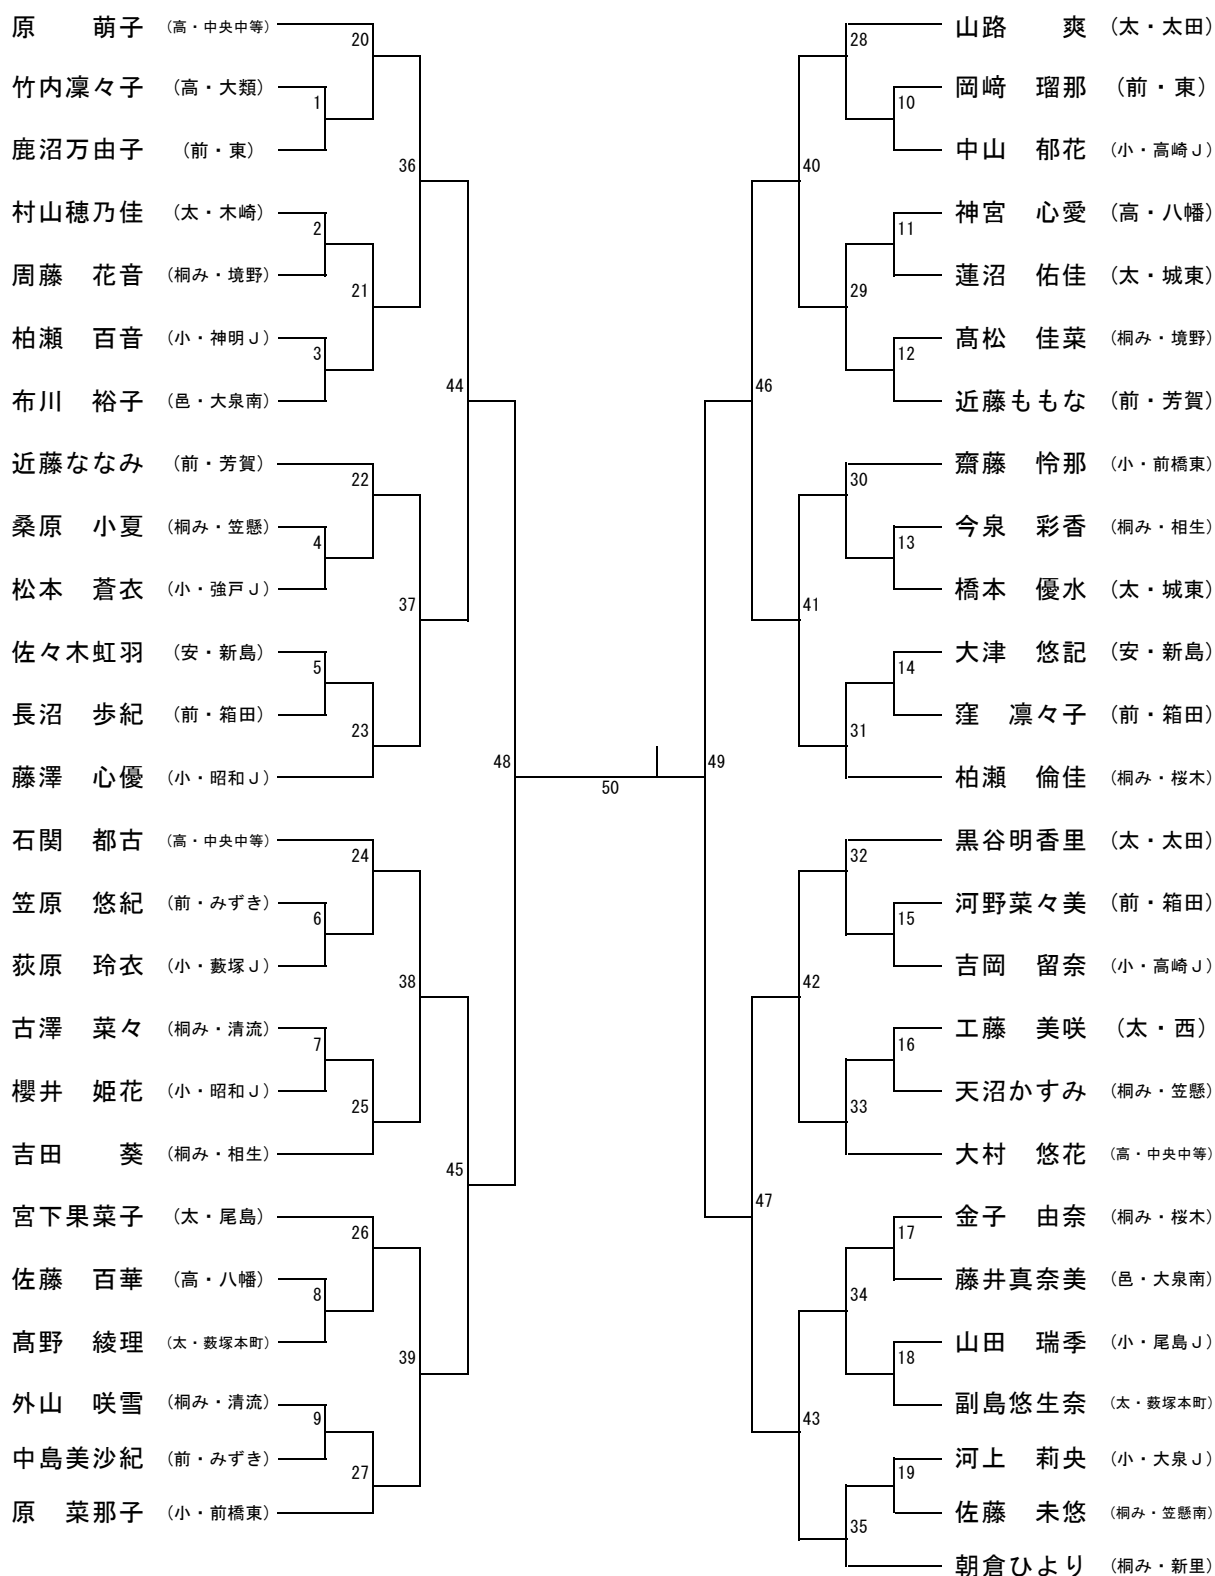 原　萌子 （高・中央中等）
竹内凜々子 （高・大類）
鹿沼万由子 （前・東）
村山穂乃佳 （太・木崎）
周藤　花音 （桐み・境野）
柏瀬　百音 （小・神明Ｊ）
布川　裕子 （邑・大泉南）
近藤ななみ （前・芳賀）
桑原　小夏 （桐み・笠懸）
松本　蒼衣 （小・強戸Ｊ）
佐々木虹羽 （安・新島）
長沼　歩紀 （前・箱田）
藤澤　心優 （小・昭和Ｊ）
石関　都古 （高・中央中等）
笠原　悠紀 （前・みずき）
荻原　玲衣 （小・藪塚Ｊ）
古澤　菜々 （桐み・清流）
櫻井　姫花 （小・昭和Ｊ）
吉田　葵 （桐み・相生）
宮下果菜子 （太・尾島）
佐藤　百華 （高・八幡）
髙野　綾理 （太・薮塚本町）
外山　咲雪 （桐み・清流）
中島美沙紀 （前・みずき）
原　菜那子 （小・前橋東）
1
2
3
4
5
6
7
8
9
20
21
22
23
24
25
26
27
36
37
38
39
44
45
48
50
49
46
47
40
41
42
43
28
29
30
31
32
33
34
35
10
11
12
13
14
15
16
17
18
19
山路　爽 （太・太田）
岡﨑　瑠那 （前・東）
中山　郁花 （小・高崎Ｊ）
神宮　心愛 （高・八幡）
蓮沼　佑佳 （太・城東）
髙松　佳菜 （桐み・境野）
近藤ももな （前・芳賀）
齋藤　怜那 （小・前橋東）
今泉　彩香 （桐み・相生）
橋本　優水 （太・城東）
大津　悠記 （安・新島）
窪　凛々子 （前・箱田）
柏瀬　倫佳 （桐み・桜木）
黒谷明香里 （太・太田）
河野菜々美 （前・箱田）
吉岡　留奈 （小・高崎Ｊ）
工藤　美咲 （太・西）
天沼かすみ （桐み・笠懸）
大村　悠花 （高・中央中等）
金子　由奈 （桐み・桜木）
藤井真奈美 （邑・大泉南）
山田　瑞季 （小・尾島Ｊ）
副島悠生奈 （太・薮塚本町）
河上　莉央 （小・大泉Ｊ）
佐藤　未悠 （桐み・笠懸南）
朝倉ひより （桐み・新里）